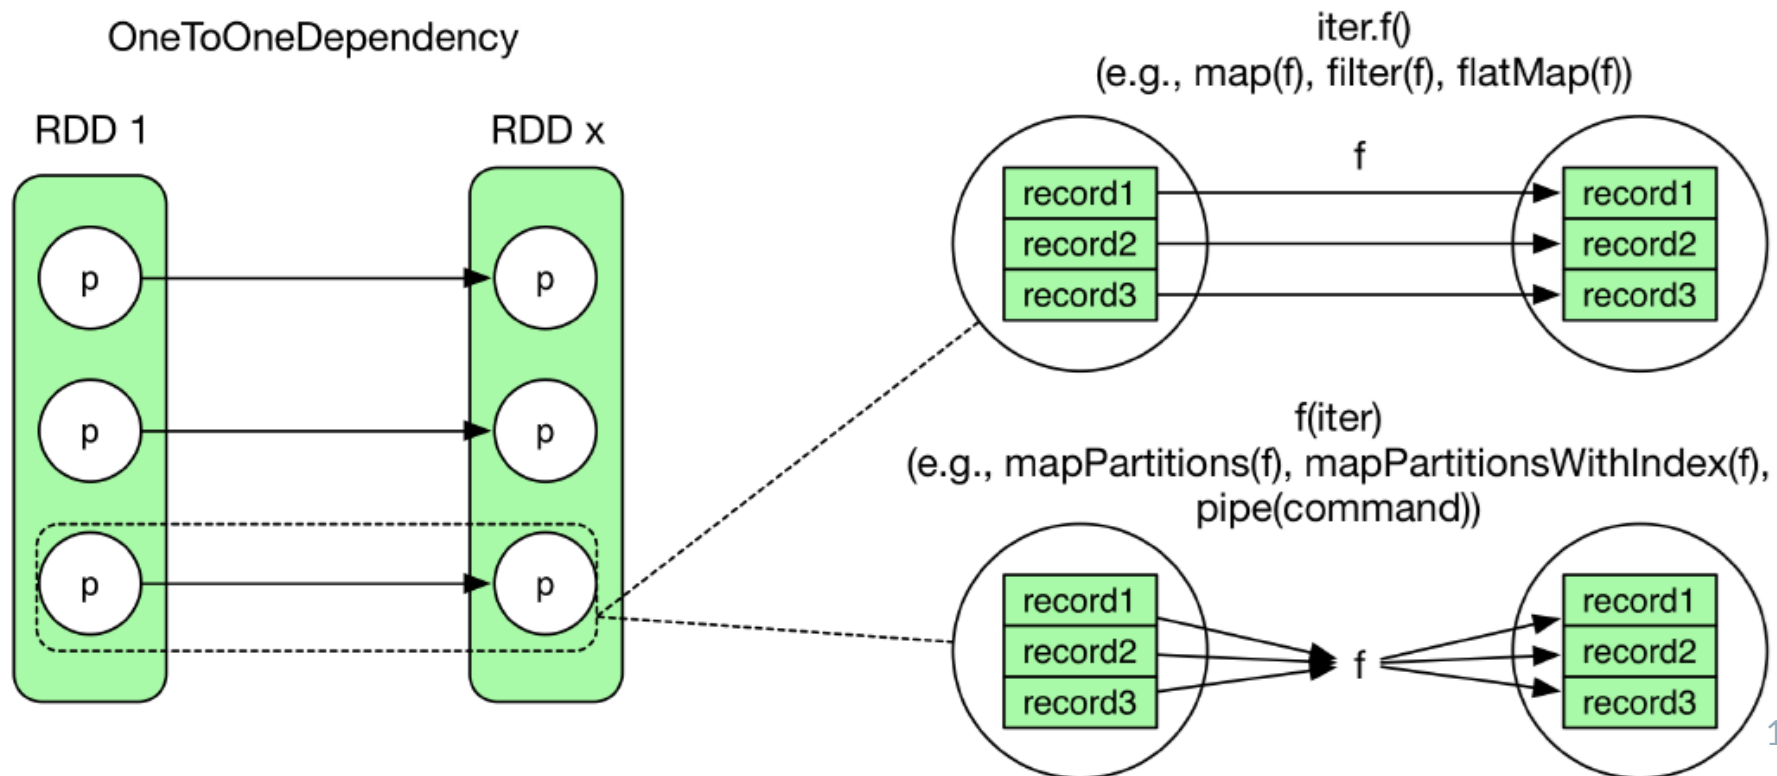 OneToOneDependency
RDD 1
RDD x
p
p
p
p
p
p
iter.f()
(e.g., map(f), filter(f), flatMap(f))
f
record1
record2
record3
record1
record2
record3
f(iter)
(e.g., mapPartitions(f), mapPartitionsWithIndex(f),
pipe(command))
record1
record2
record3
f
record1
record2
record3
1